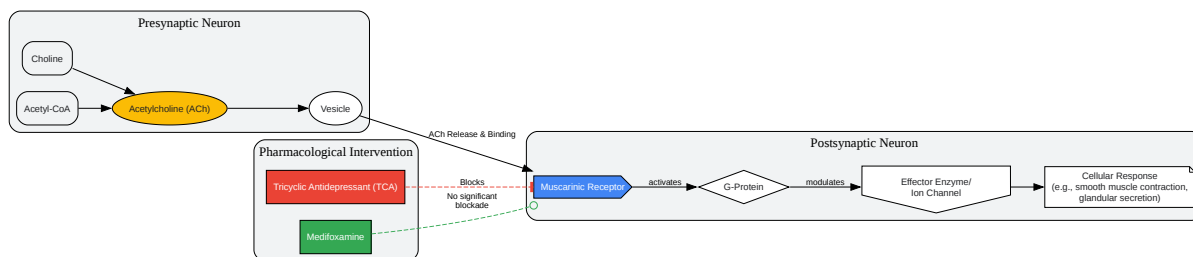 Presynaptic Neuron
Choline
Acetyl-CoA
Acetylcholine (ACh)
Vesicle
ACh Release & Binding
Pharmacological Intervention
Tricyclic Antidepressant (TCA)
Medifoxamine
Blocks
No significant
blockade
Postsynaptic Neuron
Muscarinic Receptor
activates
G-Protein
modulates
Effector Enzyme/
Ion Channel
Cellular Response
(e.g., smooth muscle contraction,
glandular secretion)